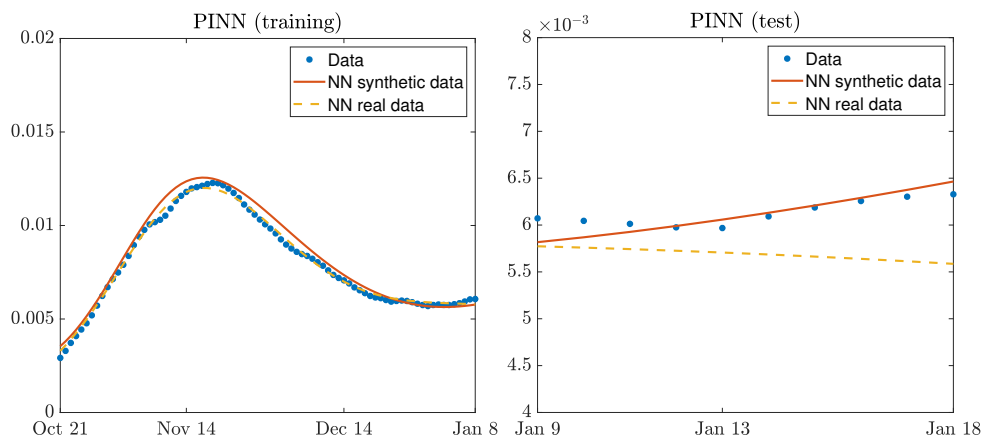 PINN (training)
0.02
0.015
0.01
0.005
0
Oct 21
Nov 14
Dec 14
Jan 8
Data
NN synthetic data
NN real data
PINN (test)
×10⁻³
8
7.5
7
6.5
6
5.5
5
4.5
4
Jan 9
Jan 13
Jan 18
Data
NN synthetic data
NN real data